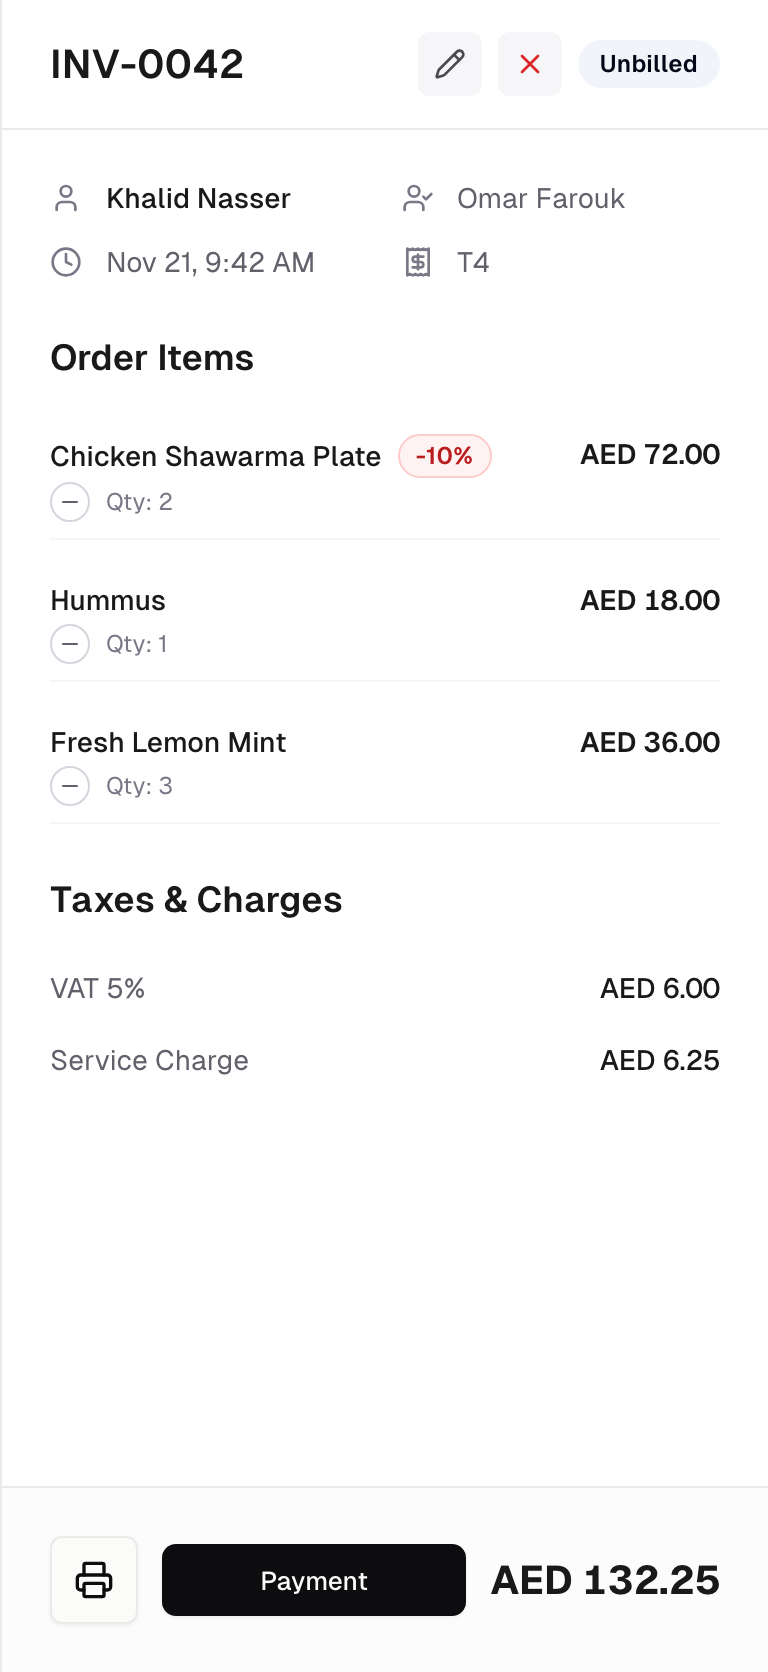 INV-0042
Unbilled
Khalid Nasser
Omar Farouk
Nov 21, 9:42 AM
T4
Order Items
Chicken Shawarma Plate -10% AED 72.00
Qty: 2
Hummus AED 18.00
Qty: 1
Fresh Lemon Mint AED 36.00
Qty: 3
Taxes & Charges
VAT 5% AED 6.00
Service Charge AED 6.25
Payment AED 132.25